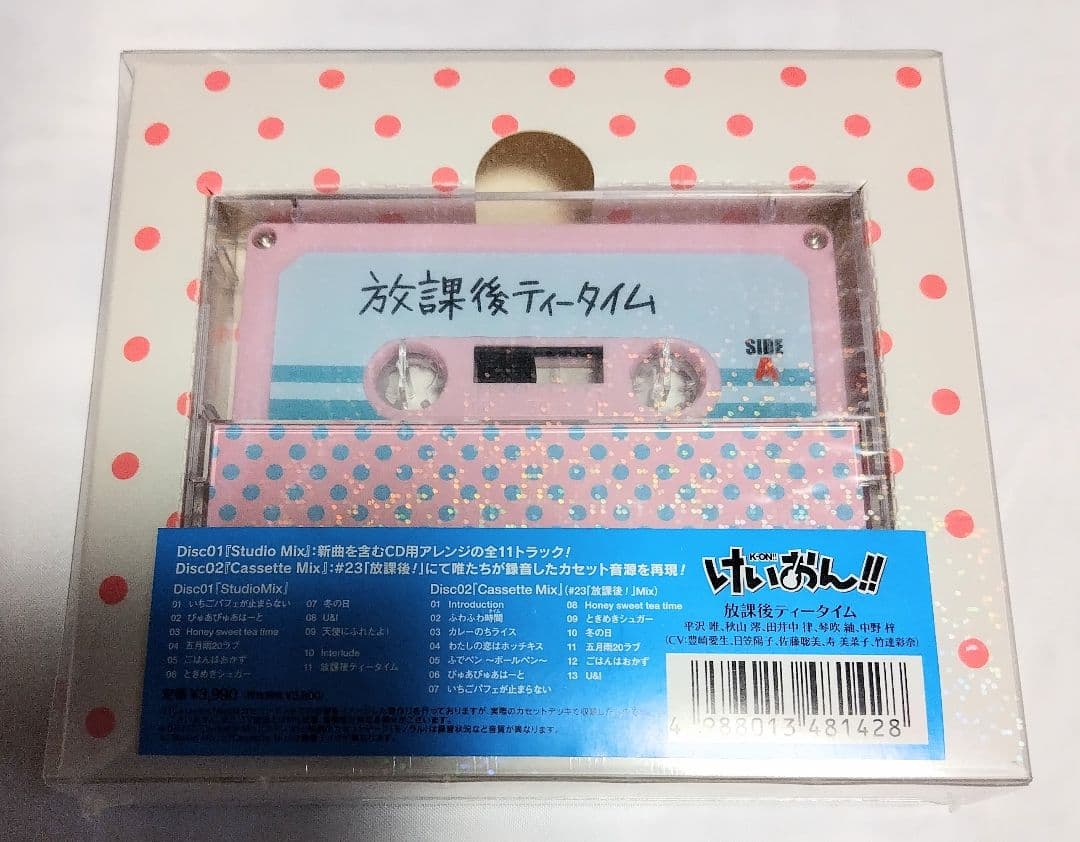 放課後ティータイム
SIDE
A
Disc01『Studio Mix』:新曲を含むCD用アレンジの全11トラック!
Disc02『Cassette Mix』:#23「放課後!」にて唯たちが録音したカセット音源を再現!
Disc01『StudioMix』
01 いちごパフェが止まらない
02 ぴゅあぴゅあはーと
03 Honey sweet tea time
04 五月雨20ラブ
05 ごはんはおかず
06 ときめきシュガー
07 冬の日
08 U&I
09 天使にふれたよ!
10 Interlude
11 放課後ティータイム
定価 ¥3,990
Disc02『Cassette Mix』(#23「放課後!」Mix)
01 Introduction
02 ふわふわ時間
03 カレーのちライス
04 わたしの恋はホッチキス
05 ふでペン 〜ボールペン〜
06 ぴゅあぴゅあはーと
07 いちごパフェが止まらない
08 Honey sweet tea time
09 ときめきシュガー
10 冬の日
11 五月雨20ラブ
12 ごはんはおかず
13 U&I
K-ON!!
けいおん!!
放課後ティータイム
平沢 唯、秋山 澪、田井中 律、琴吹 紬、中野 梓
(CV:豊崎愛生、日笠陽子、佐藤聡美、寿 美菜子、竹達彩奈)
4 988013 481428